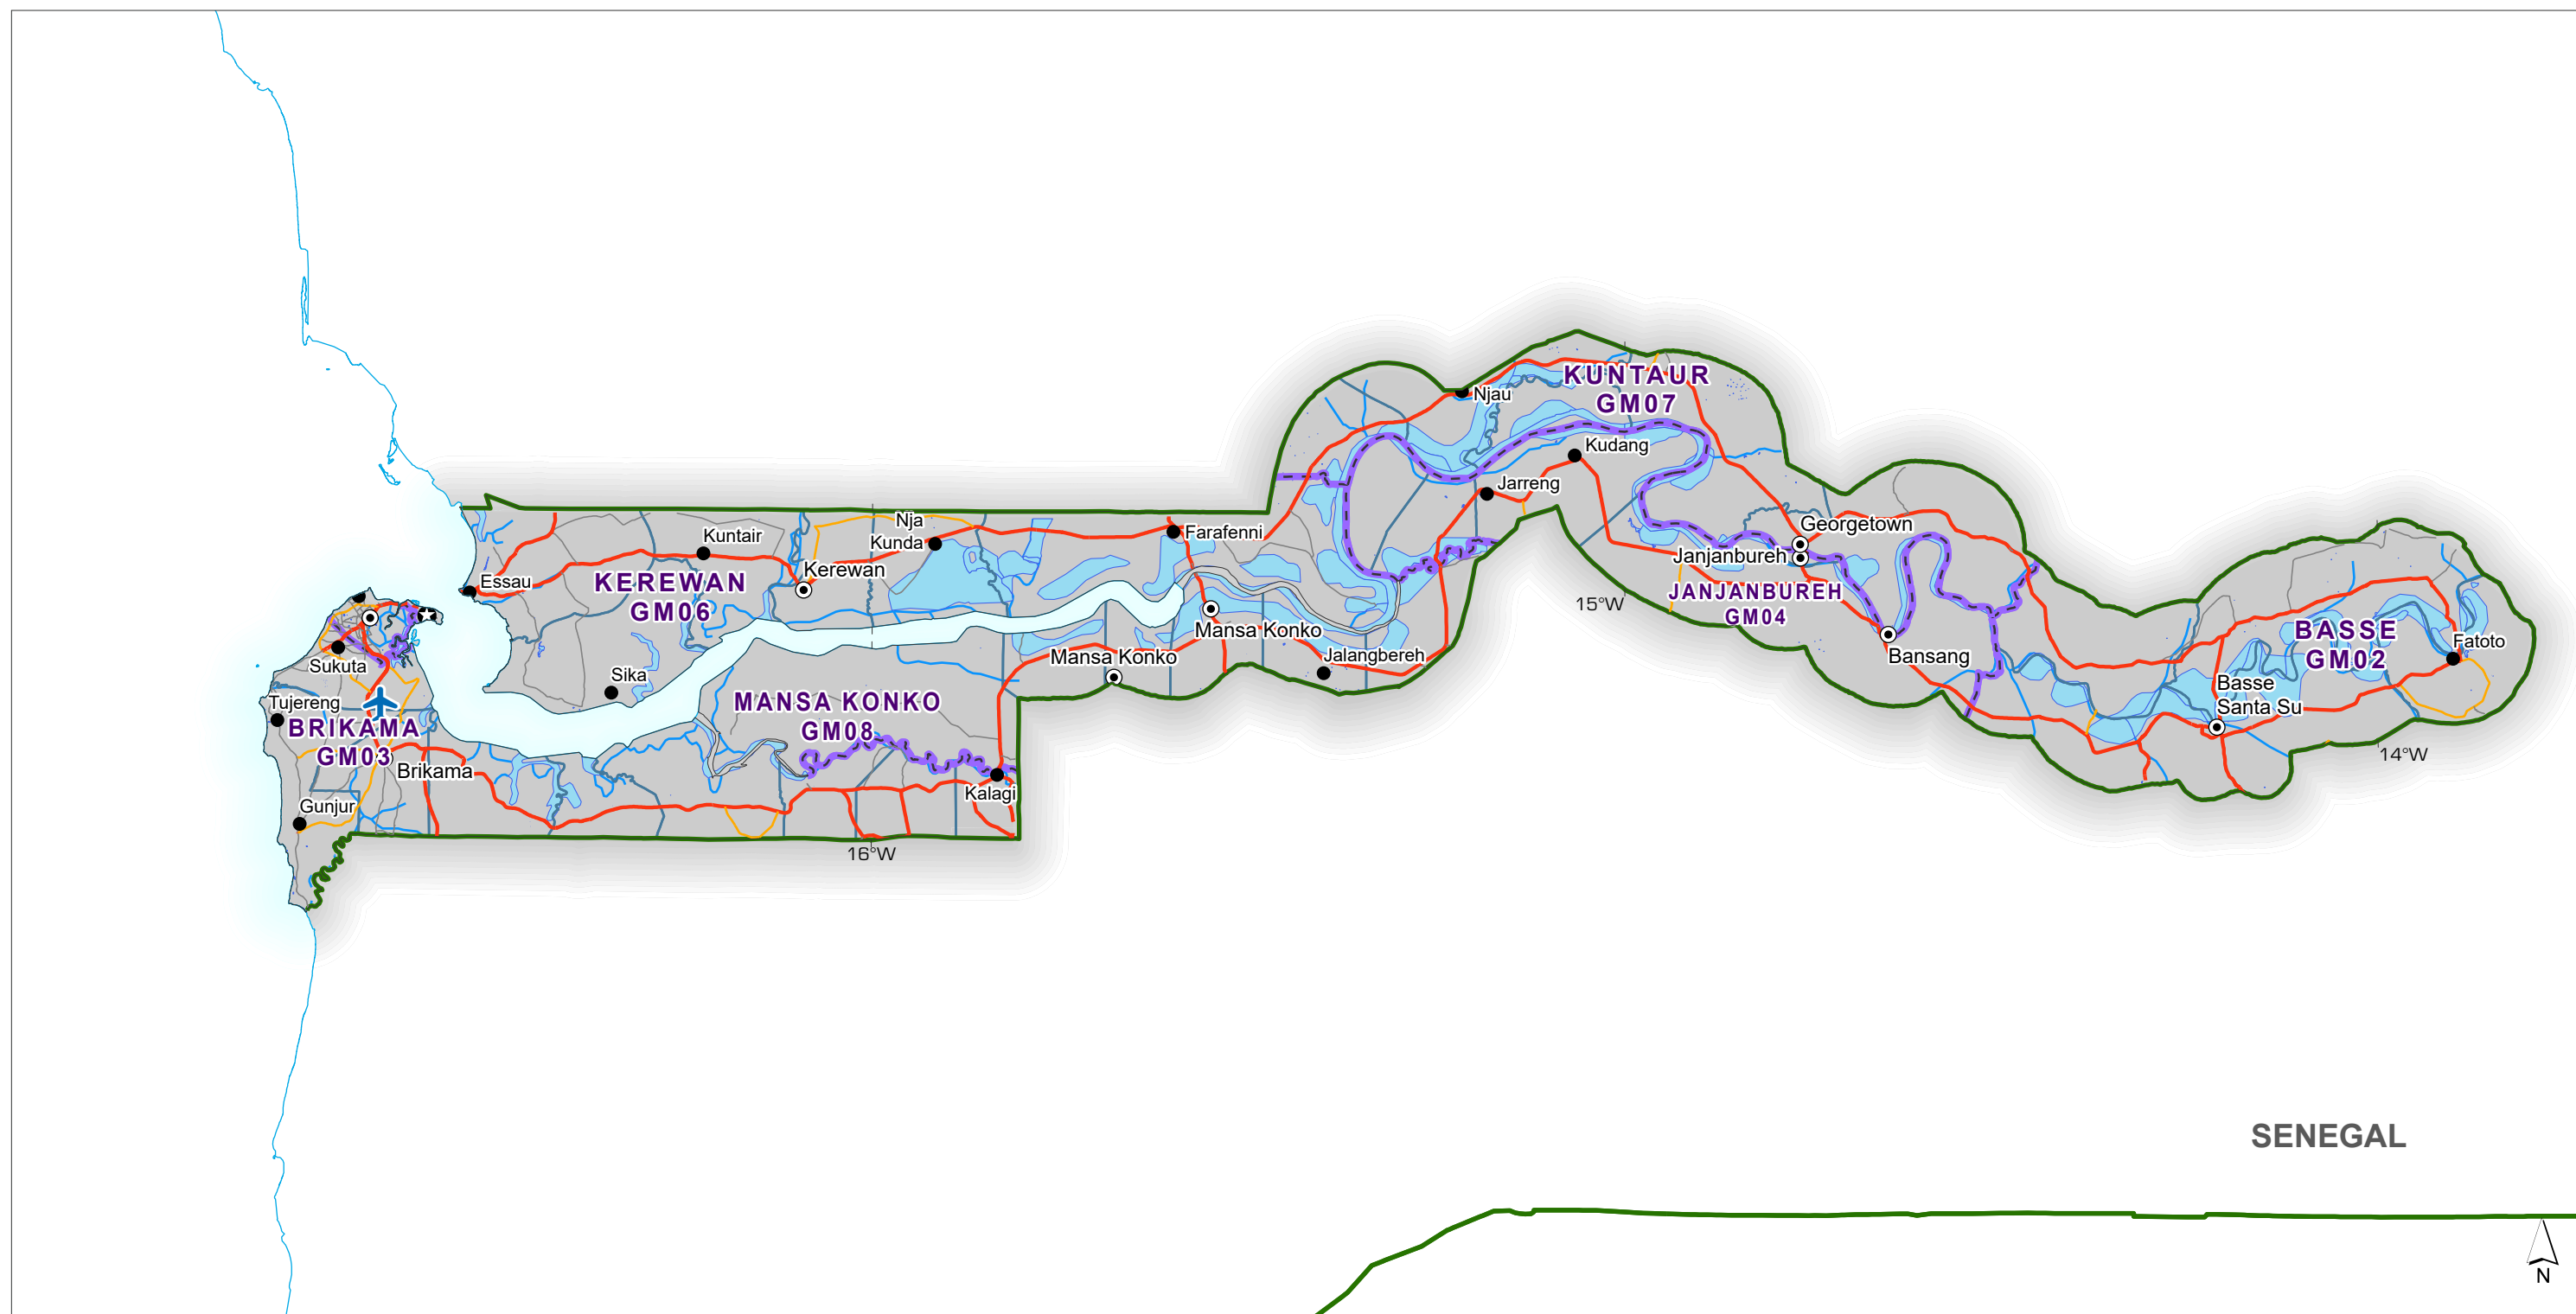 KUNTAUR
GM07
Njau
Kudang
Jarreng
Nja
Kunda
Farafenni
Georgetown
Janjanbureh
JANJANBUREH
GM04
15°W
Kuntair
Kerewan
Essau
KEREWAN
GM06
Mansa Konko
Mansa Konko
Jalangbereh
Bansang
BASSE
GM02
Fatoto
Basse
Santa Su
14°W
Sukuta
Sika
Tujereng
BRIKAMA
GM03
Brikama
MANSA KONKO
GM08
Kalagi
Gunjur
16°W
SENEGAL
N